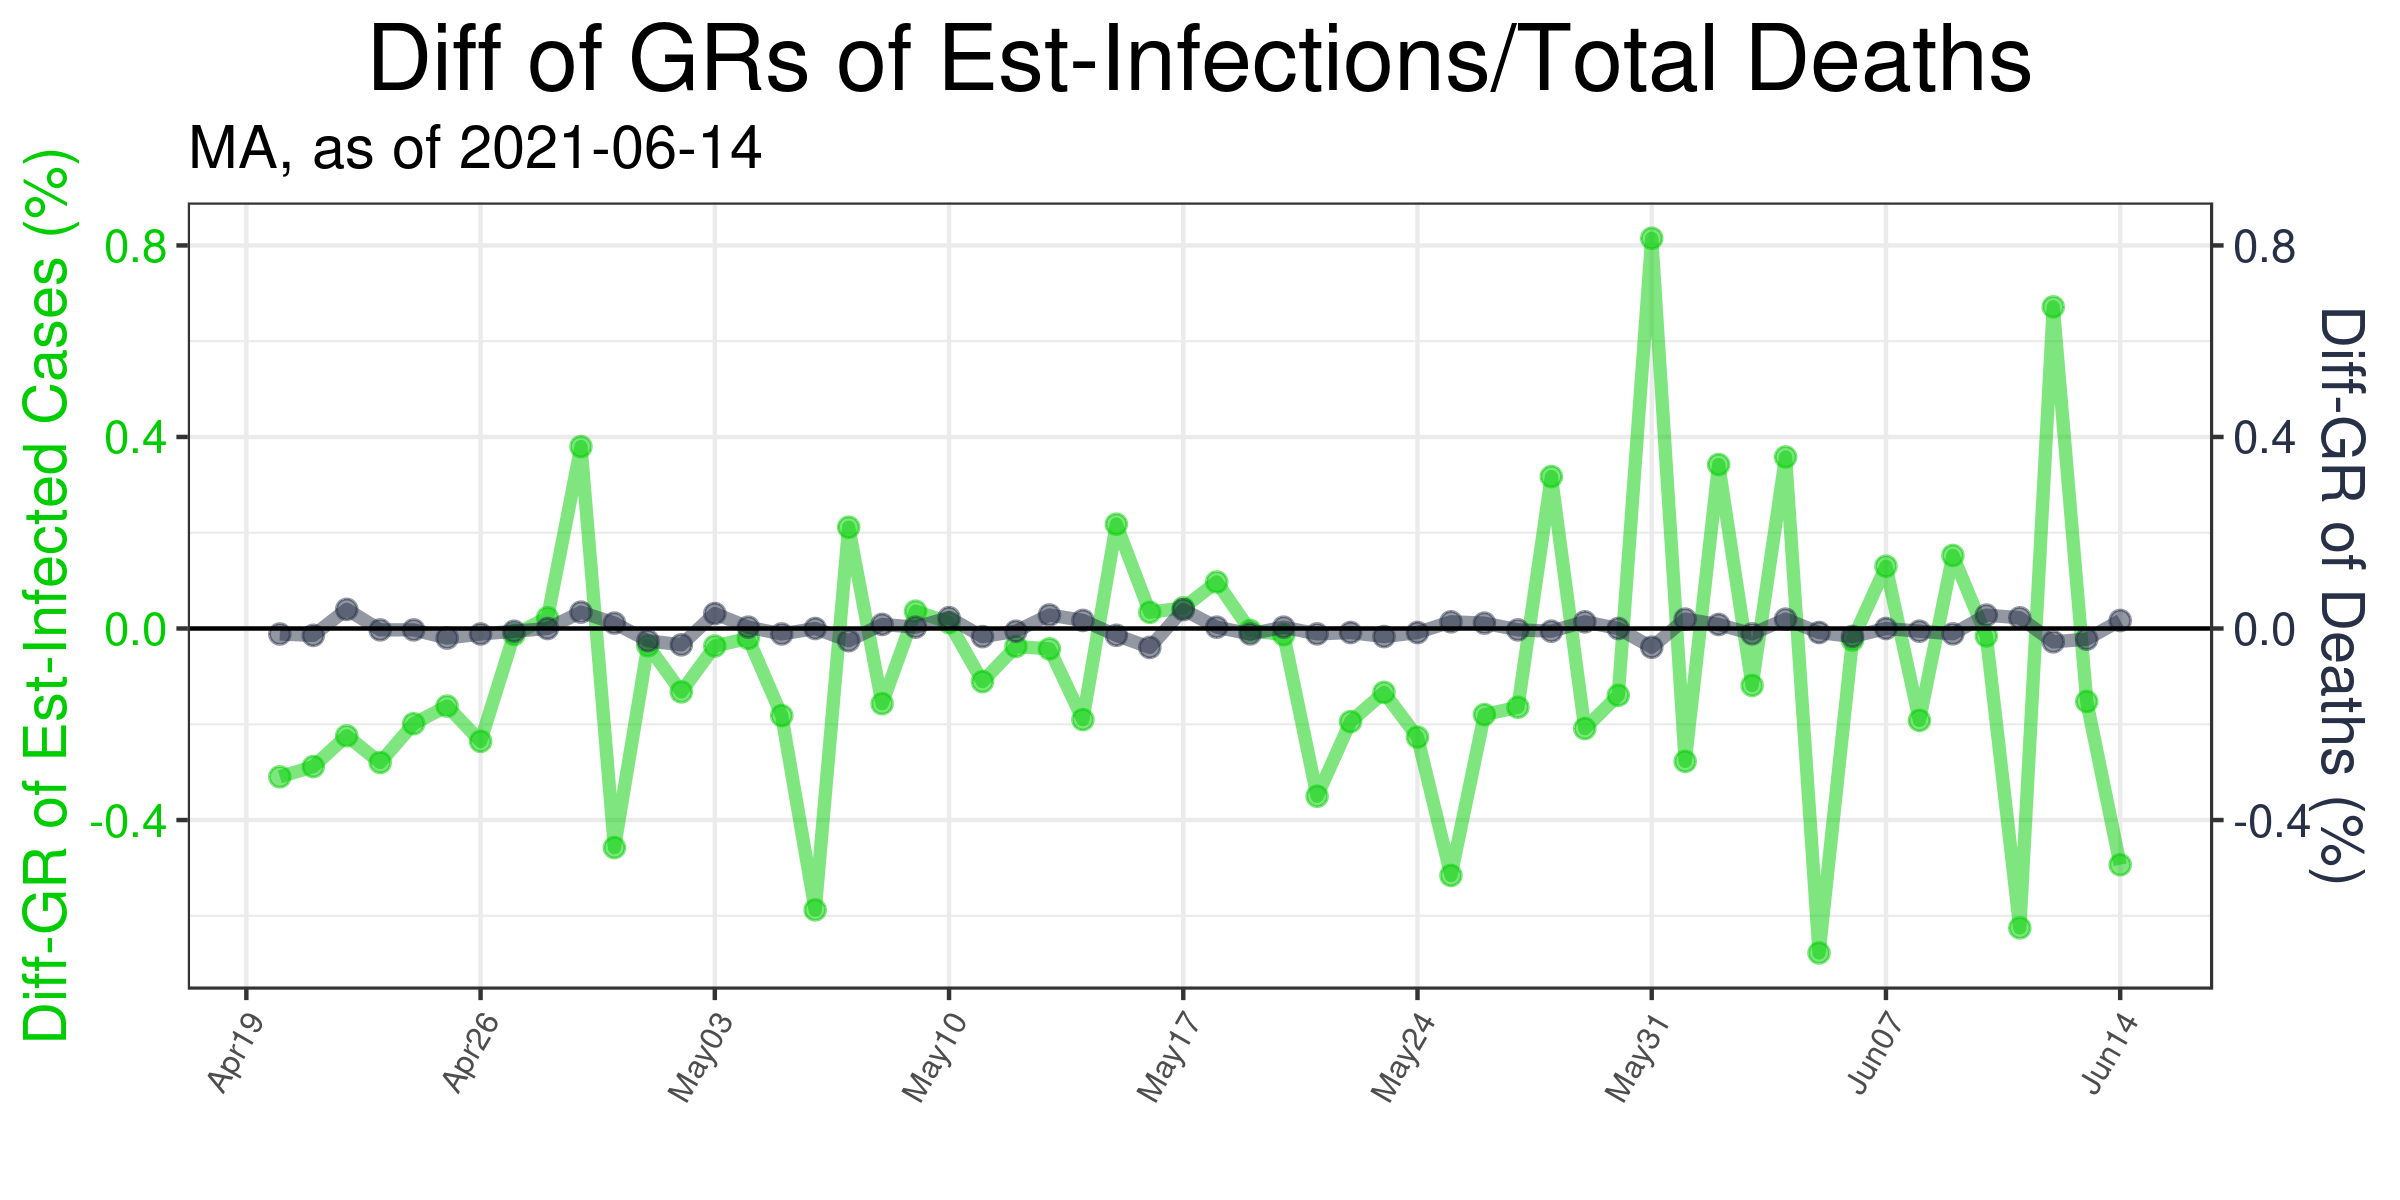 Diff of GRs of Est-Infections/Total Deaths
MA, as of 2021-06-14
Diff-GR of Est-Infected Cases (%)
0.8
0.4
0.0
-0.4
0.8
0.4
0.0
-0.4
Diff-GR of Deaths (%)
Apr19
Apr26
May03
May10
May17
May24
May31
Jun07
Jun14